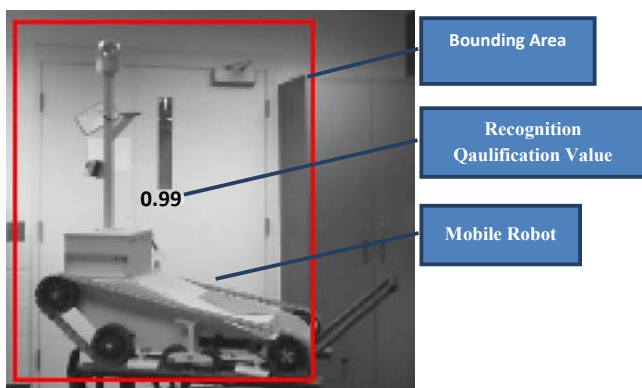 Bounding Area
Recognition
Qaulification Value
0.99
Mobile Robot